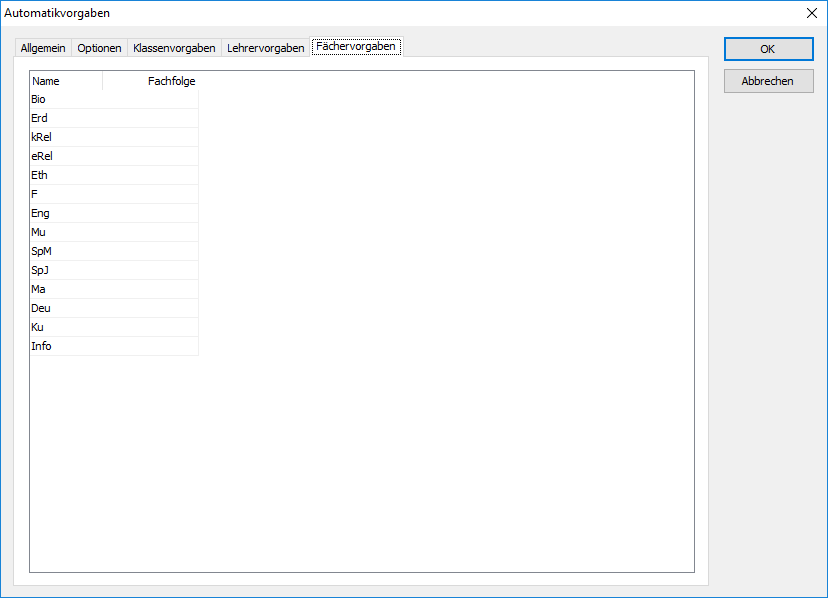 Automatikvorgaben
Allgemein Optionen Klassenvorgaben Lehrervorgaben Fächervorgaben
OK
Abbrechen
Name Fachfolge
Bio
Erd
kRel
eRel
Eth
F
Eng
Mu
SpM
SpJ
Ma
Deu
Ku
Info